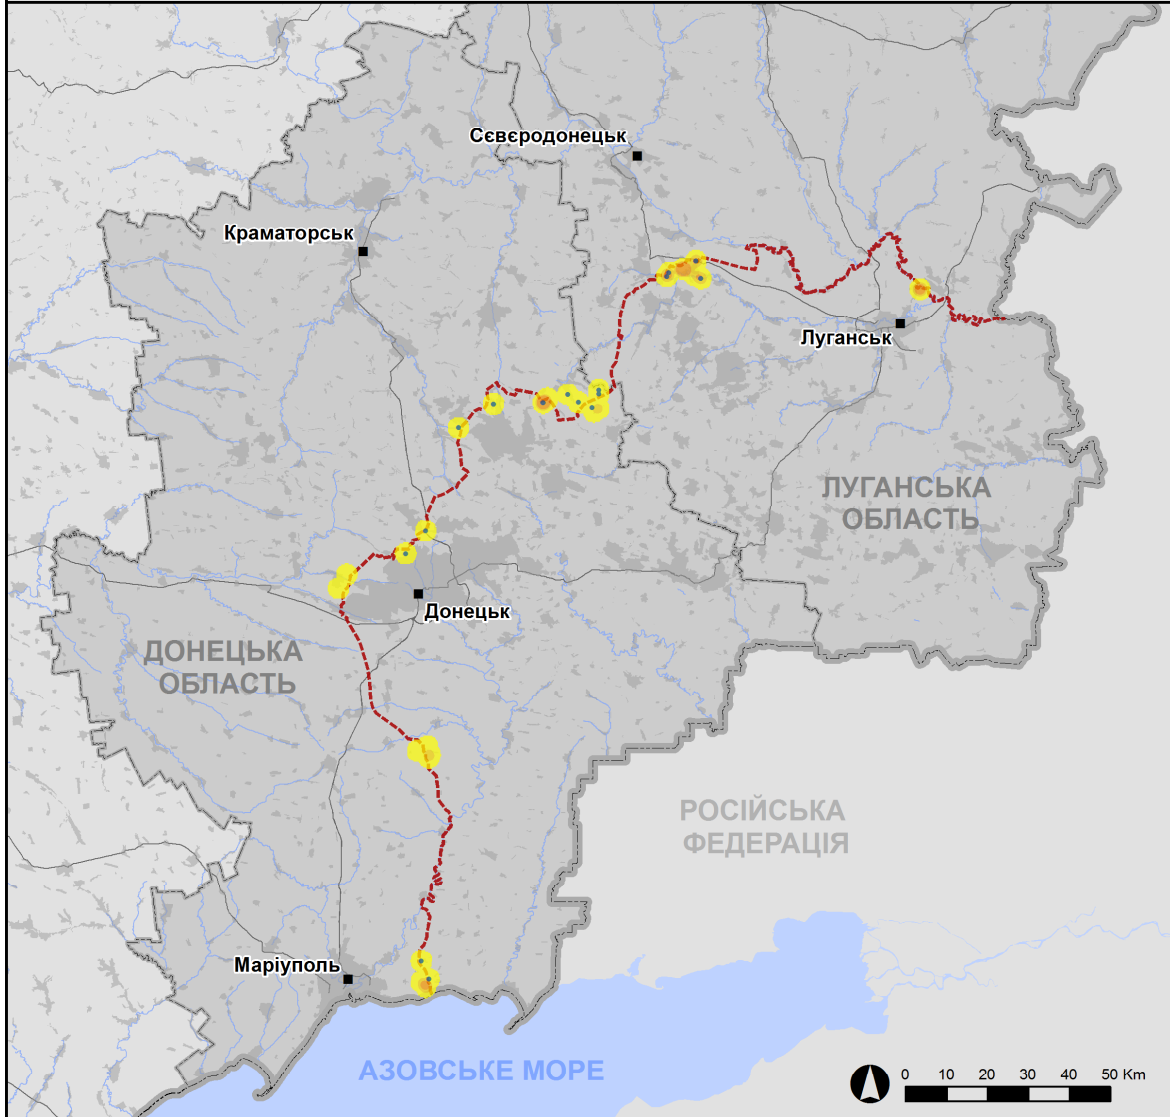 Сєвєродонецьк
Краматорськ
Луганськ
ЛУГАНСЬКА
ОБЛАСТЬ
Донецьк
ДОНЕЦЬКА
ОБЛАСТЬ
РОСІЙСЬКА
ФЕДЕРАЦІЯ
Маріуполь
АЗОВСЬКЕ МОРЕ
0 10 20 30 40 50 Km